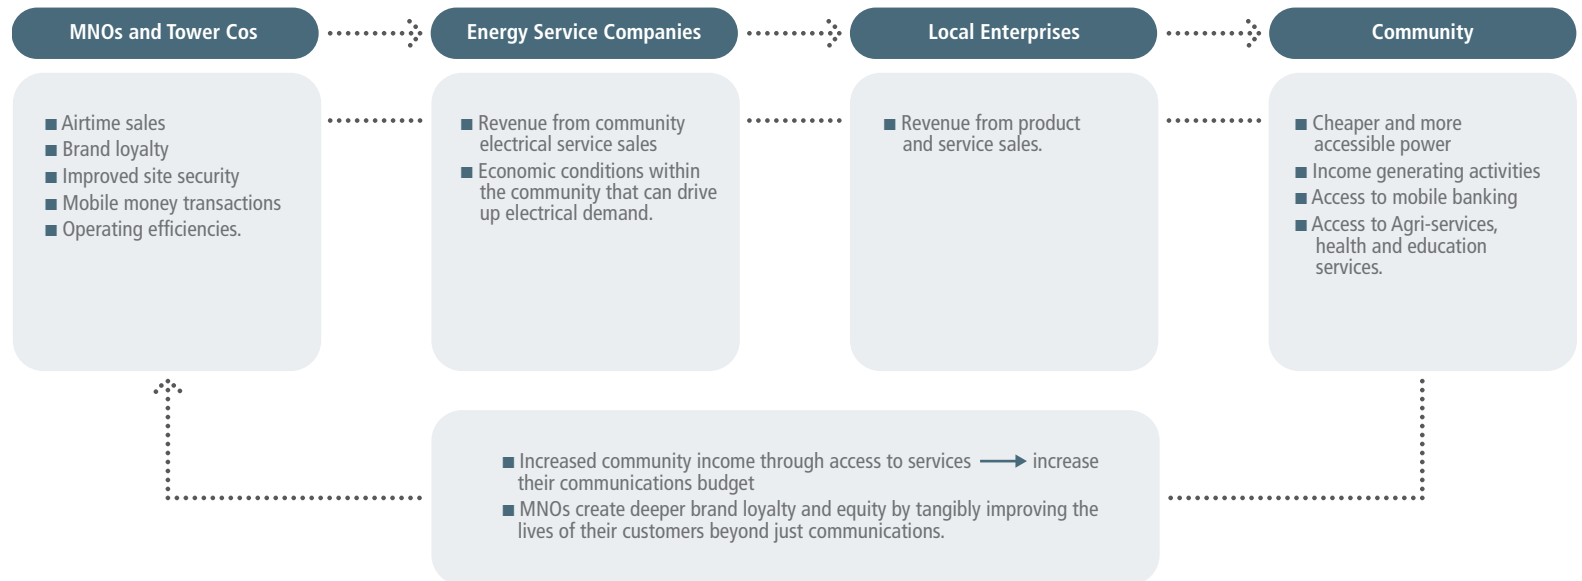 MNOs and Tower Cos
Energy Service Companies
Local Enterprises
Community
■ Airtime sales
■ Brand loyalty
■ Improved site security
■ Mobile money transactions
■ Operating efficiencies.
■ Revenue from community
electrical service sales
■ Economic conditions within
the community that can drive
up electrical demand.
■ Revenue from product
and service sales.
■ Cheaper and more
accessible power
■ Income generating activities
■ Access to mobile banking
■ Access to Agri-services,
health and education
services.
■ Increased community income through access to services → increase
their communications budget
■ MNOs create deeper brand loyalty and equity by tangibly improving the
lives of their customers beyond just communications.